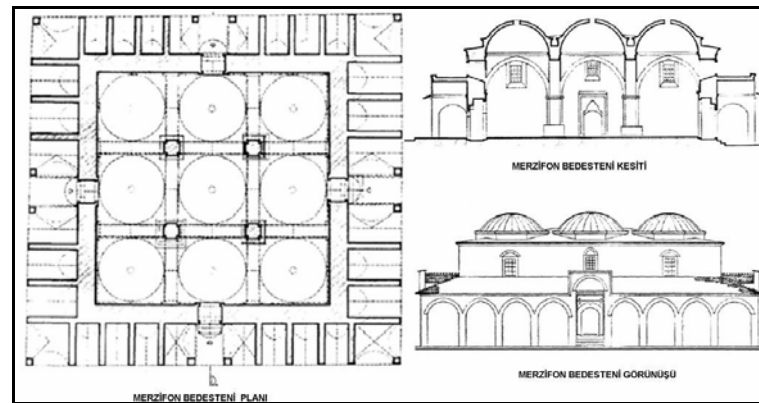 MERZİFON BEDESTENİ PLANI
MERZİFON BEDESTENİ KESİTİ
MERZİFON BEDESTENİ GÖRÜNÜŞÜ